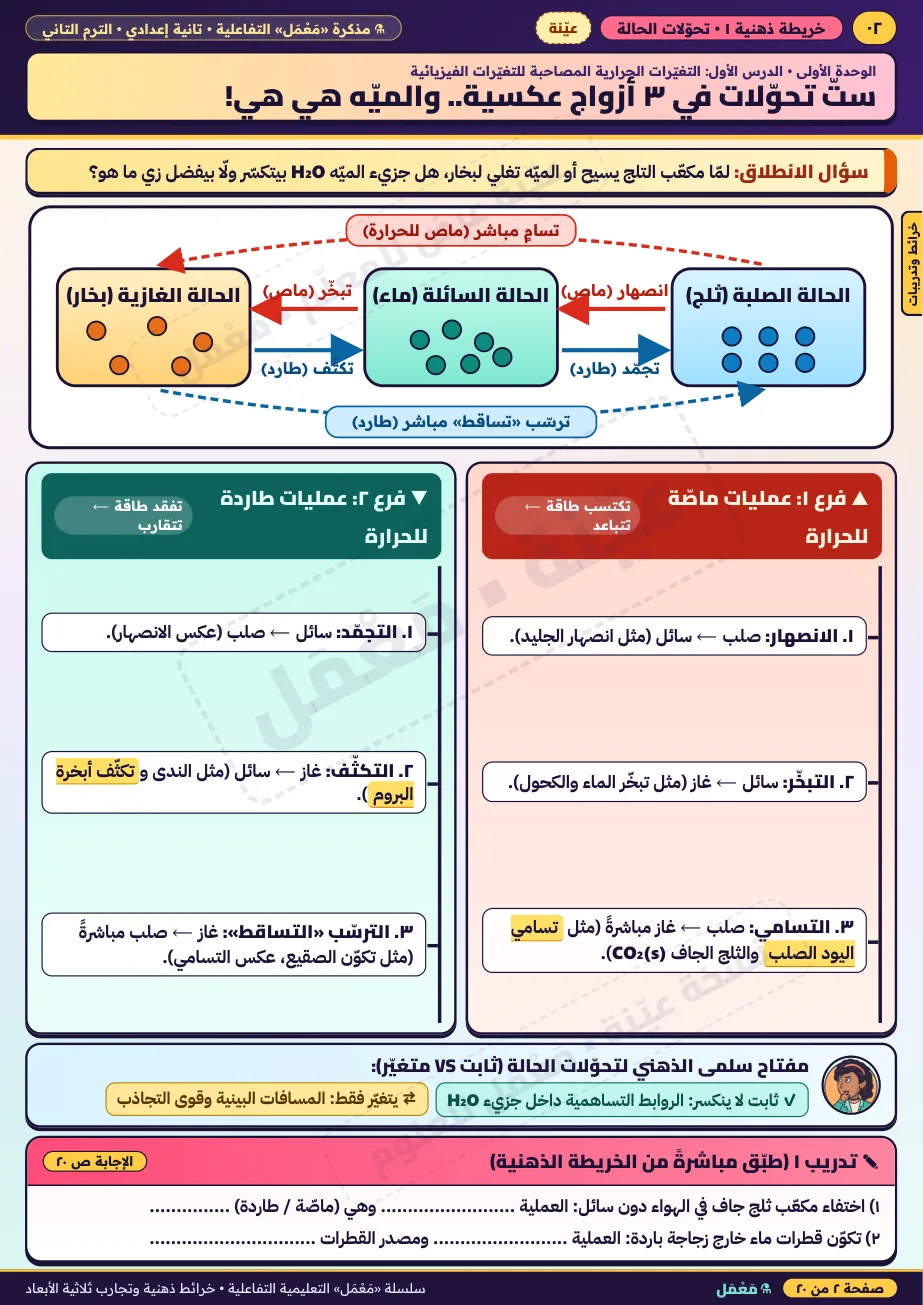 ٠٢
خريطة ذهنية ١ • تحوّلات الحالة
عيّنة
⚗ مذكرة «مَعْمَل» التفاعلية • تانية إعدادي • الترم التاني
الوحدة الأولى • الدرس الأول: التغيّرات الحرارية المصاحبة للتغيّرات الفيزيائية
ستّ تحوّلات في ٣ أزواج عكسية.. والميّه هي هي!
سؤال الانطلاق: لمّا مكعّب التلج يسيح أو الميّه تغلي لبخار، هل جزيء الميّه H₂O بيتكسّر ولّا بيفضل زي ما هو؟
خرائط وتدريبات
تسامٍ مباشر (ماص للحرارة)
الحالة الصلبة (ثلج)
انصهار (ماص)
الحالة السائلة (ماء)
تبخّر (ماص)
الحالة الغازية (بخار)
تجمّد (طارد)
تكثّف (طارد)
ترسّب «تساقط» مباشر (طارد)
▲ فرع ١: عمليات ماصّة
للحرارة
تكتسب طاقة ←
تتباعد
١. الانصهار: صلب ← سائل (مثل انصهار الجليد).
٢. التبخّر: سائل ← غاز (مثل تبخّر الماء والكحول).
٣. التسامي: صلب ← غاز مباشرةً (مثل تسامي
اليود الصلب والثلج الجاف CO₂(s)).
▼ فرع ٢: عمليات طاردة
للحرارة
تفقد طاقة ←
تتقارب
١. التجمّد: سائل ← صلب (عكس الانصهار).
٢. التكثّف: غاز ← سائل (مثل الندى وتكثّف أبخرة
البروم).
٣. الترسّب «التساقط»: غاز ← صلب مباشرةً
(مثل تكوّن الصقيع، عكس التسامي).
مفتاح سلمى الذهني لتحوّلات الحالة (ثابت VS متغيّر):
✓ ثابت لا ينكسر: الروابط التساهمية داخل جزيء H₂O
⇄ يتغيّر فقط: المسافات البينية وقوى التجاذب
✎ تدريب ١ (طبّق مباشرةً من الخريطة الذهنية)
الإجابة ص ٢٠
١) اختفاء مكعّب ثلج جاف في الهواء دون سائل: العملية ......................... وهي (ماصّة / طاردة) ...............
٢) تكوّن قطرات ماء خارج زجاجة باردة: العملية ......................... ومصدر القطرات ...............................
صفحة ٢ من ٢٠
⚗ مَعْمَل
سلسلة «مَعْمَل» التعليمية التفاعلية • خرائط ذهنية وتجارب ثلاثية الأبعاد
عيّنة • مَعْمَل